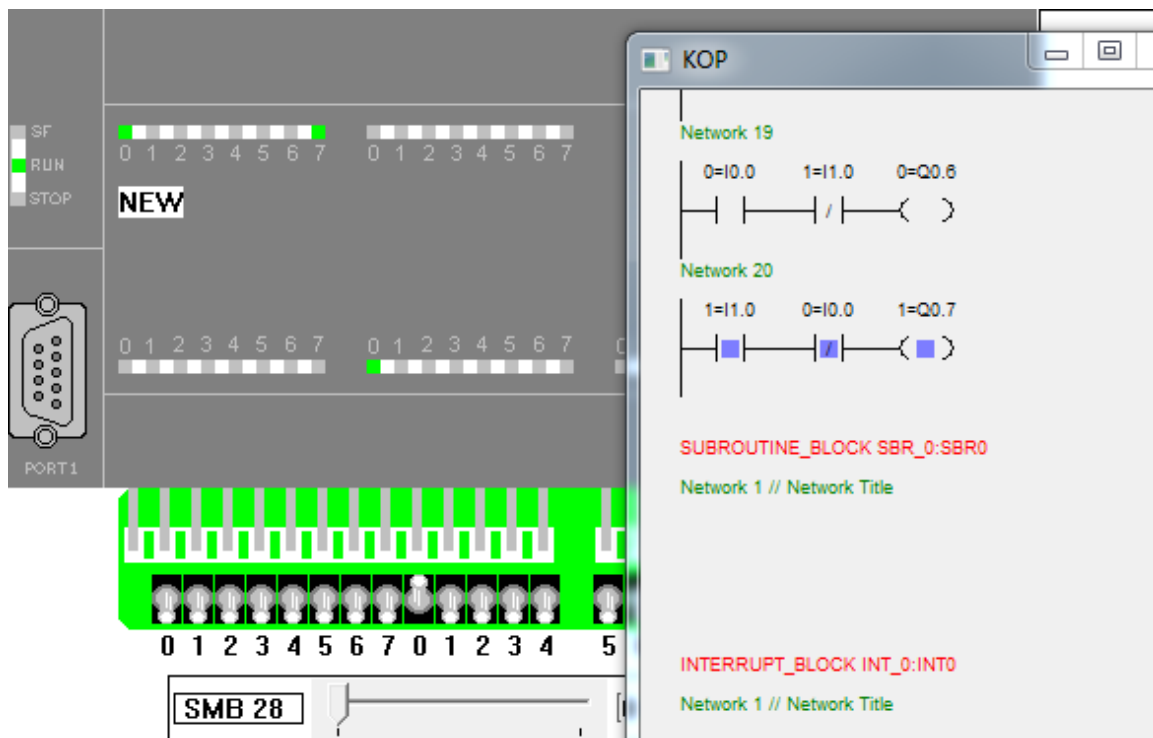 SF
RUN
STOP
0 1 2 3 4 5 6 7
0 1 2 3 4 5 6 7
NEW
0 1 2 3 4 5 6 7
0 1 2 3 4 5 6 7
PORT1
0 1 2 3 4 5 6 7 0 1 2 3 4 5
SMB 28
KOP
Network 19
0=I0.0 1=I1.0 0=Q0.6
/
Network 20
1=I1.0 0=I0.0 1=Q0.7
/
SUBROUTINE_BLOCK SBR_0:SBR0
Network 1 // Network Title
INTERRUPT_BLOCK INT_0:INT0
Network 1 // Network Title